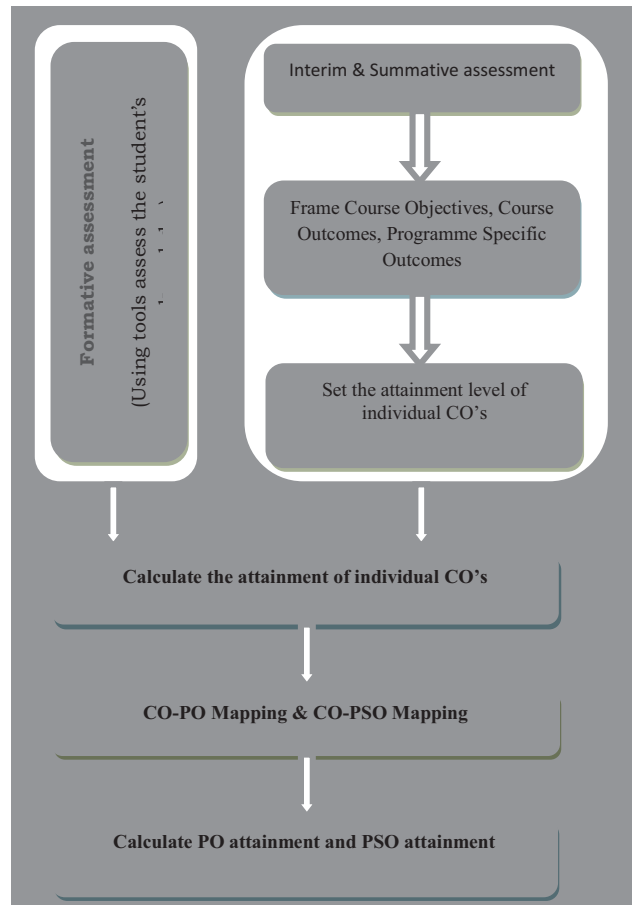 Formative assessment
(Using tools assess the student’s
Interim & Summative assessment
Frame Course Objectives, Course
Outcomes, Programme Specific
Outcomes
Set the attainment level of
individual CO’s
Calculate the attainment of individual CO’s
CO-PO Mapping & CO-PSO Mapping
Calculate PO attainment and PSO attainment